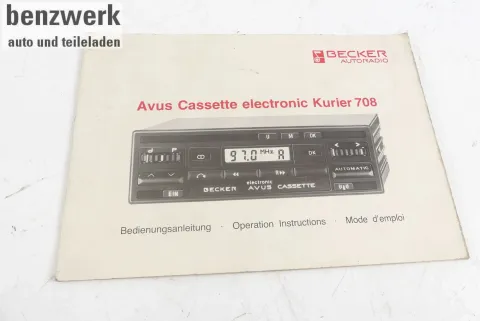 benzwerk
auto und teileladen
BECKER
AUTORADIO
Avus Cassette electronic Kurier 708
U M DK
97.0 MHz A
DK
AUTOMATIC
electronic
BECKER AVUS CASSETTE
Bedienungsanleitung · Operation Instructions · Mode d'emploi